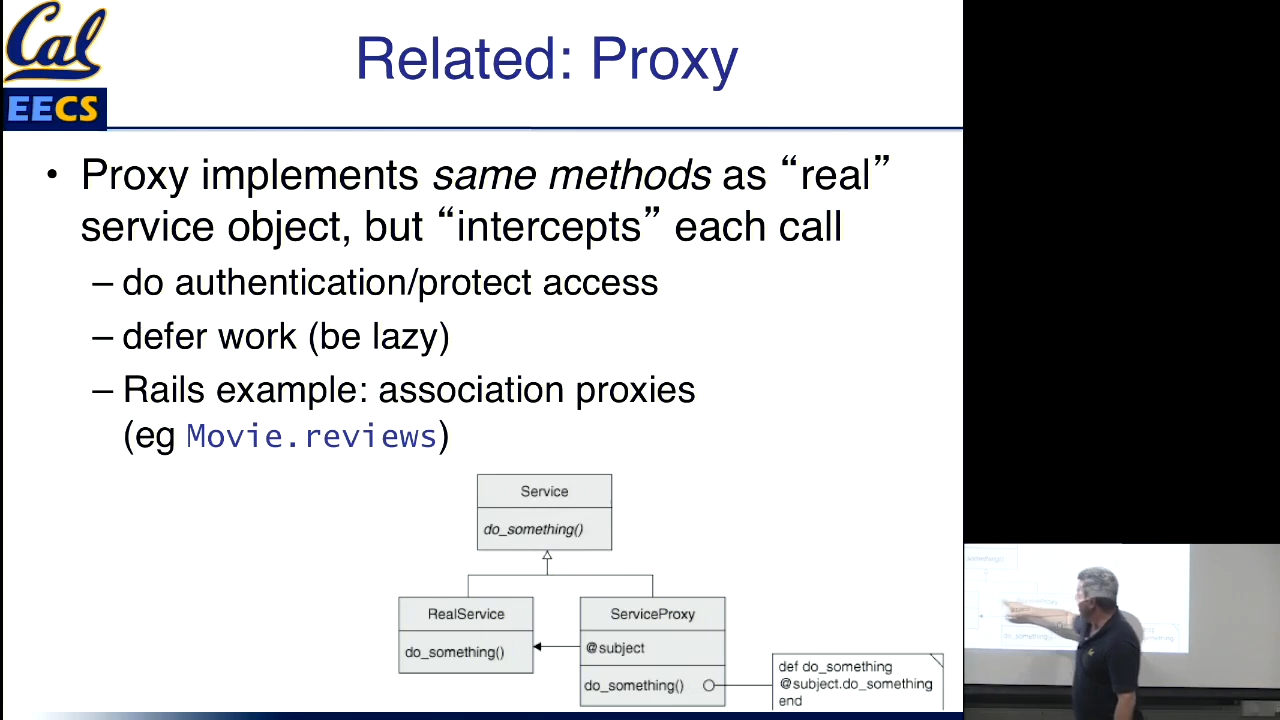 Cal
EECS
Related: Proxy
• Proxy implements same methods as “real”
service object, but “intercepts” each call
– do authentication/protect access
– defer work (be lazy)
– Rails example: association proxies
(eg Movie.reviews)
Service
do_something()
RealService
do_something()
ServiceProxy
@subject
do_something()
def do_something
@subject.do_something
end